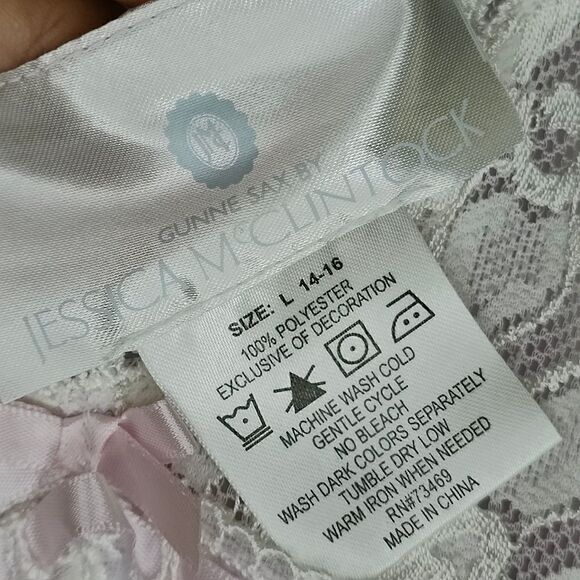 JM
GUNNE SAX BY
JESSICA McCLINTOCK
SIZE: L 14-16
100% POLYESTER
EXCLUSIVE OF DECORATION
MACHINE WASH COLD
GENTLE CYCLE
NO BLEACH
WASH DARK COLORS SEPARATELY
TUMBLE DRY LOW
WARM IRON WHEN NEEDED
RN#73469
MADE IN CHINA